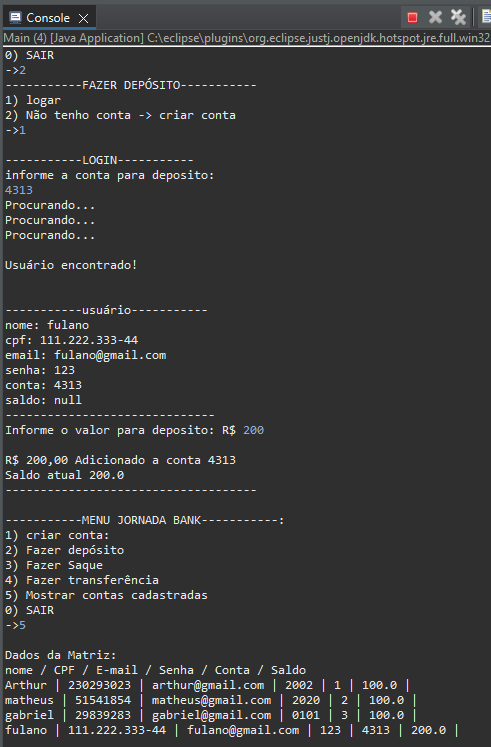 Console
Main (4) [Java Application] C:\eclipse\plugins\org.eclipse.justj.openjdk.hotspot.jre.full.win32
0) SAIR
->2
-----------FAZER DEPÓSITO-----------
1) logar
2) Não tenho conta -> criar conta
->1
-----------LOGIN-----------
informe a conta para deposito:
4313
Procurando...
Procurando...
Procurando...
Usuário encontrado!
-----------usuário-----------
nome: fulano
cpf: 111.222.333-44
email: fulano@gmail.com
senha: 123
conta: 4313
saldo: null
------------------------------
Informe o valor para deposito: R$ 200
R$ 200,00 Adicionado a conta 4313
Saldo atual 200.0
------------------------------------
-----------MENU JORNADA BANK-----------:
1) criar conta:
2) Fazer depósito
3) Fazer Saque
4) Fazer transferência
5) Mostrar contas cadastradas
0) SAIR
->5
Dados da Matriz:
nome / CPF / E-mail / Senha / Conta / Saldo
Arthur | 230293023 | arthur@gmail.com | 2002 | 1 | 100.0 |
matheus | 51541854 | matheus@gmail.com | 2020 | 2 | 100.0 |
gabriel | 29839283 | gabriel@gmail.com | 0101 | 3 | 100.0 |
fulano | 111.222.333-44 | fulano@gmail.com | 123 | 4313 | 200.0 |